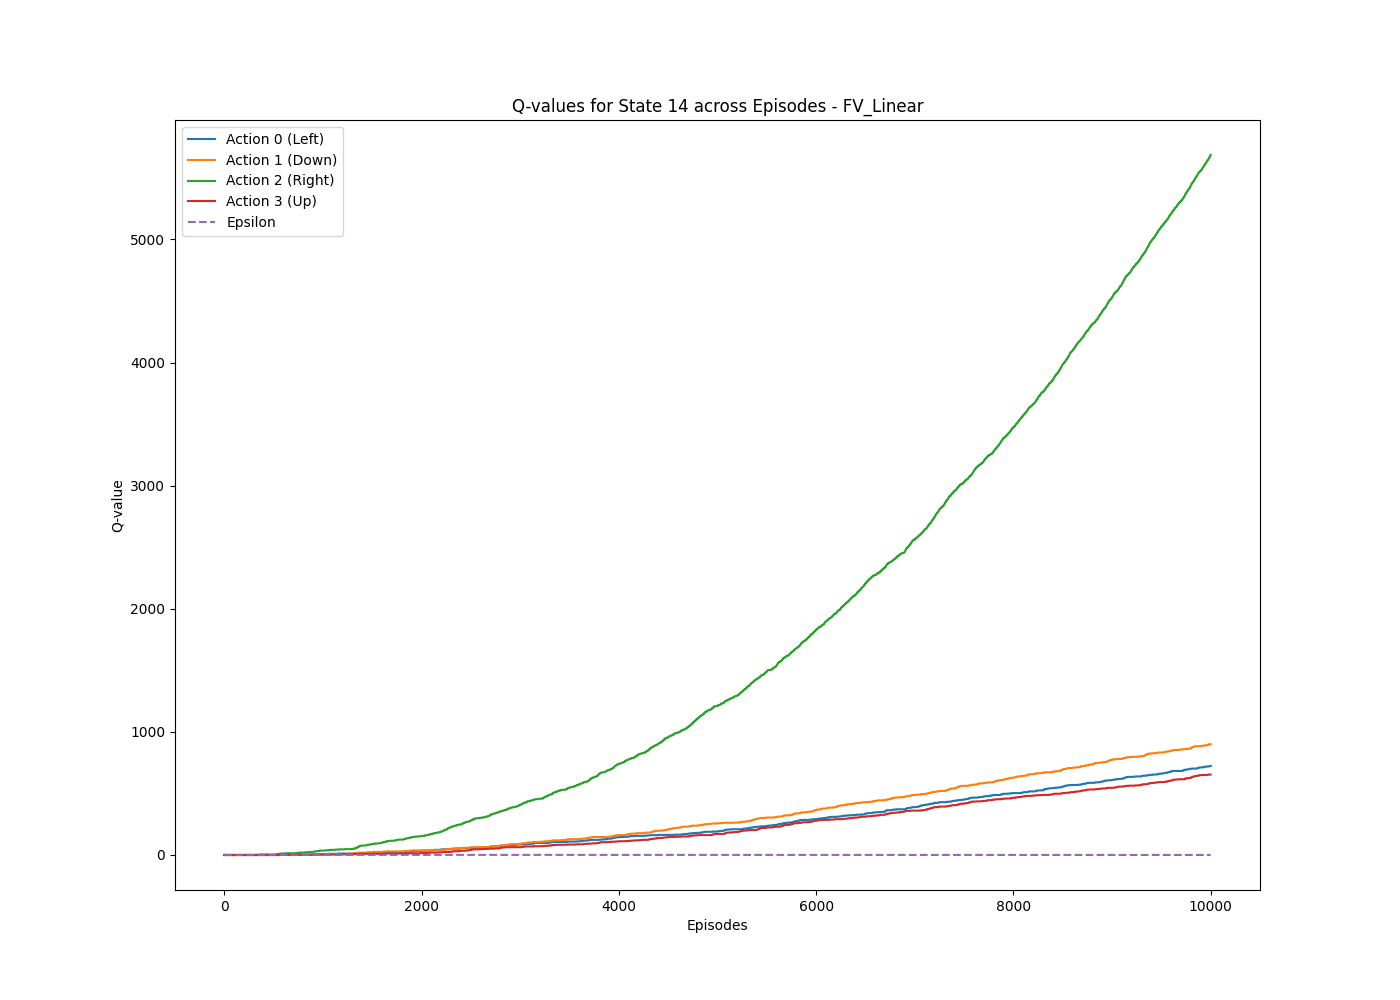 Q-values for State 14 across Episodes - FV_Linear
Action 0 (Left)
Action 1 (Down)
Action 2 (Right)
Action 3 (Up)
Epsilon
5000
4000
3000
2000
1000
0
Q-value
0 2000 4000 6000 8000 10000
Episodes